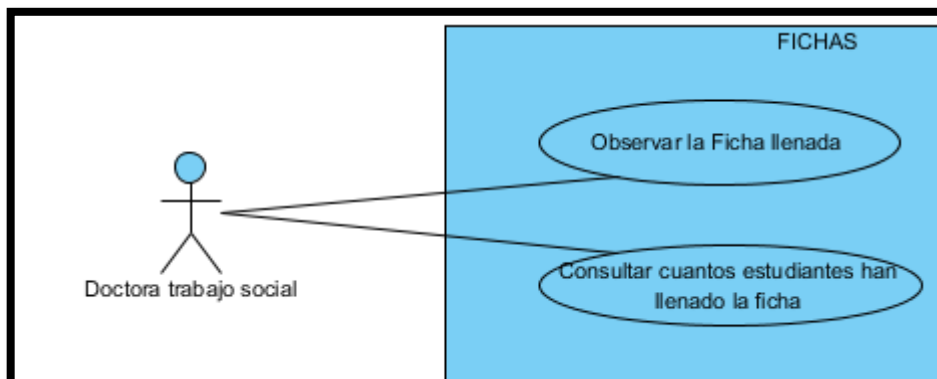 FICHAS
Observar la Ficha llenada
Consultar cuantos estudiantes han
llenado la ficha
Doctora trabajo social